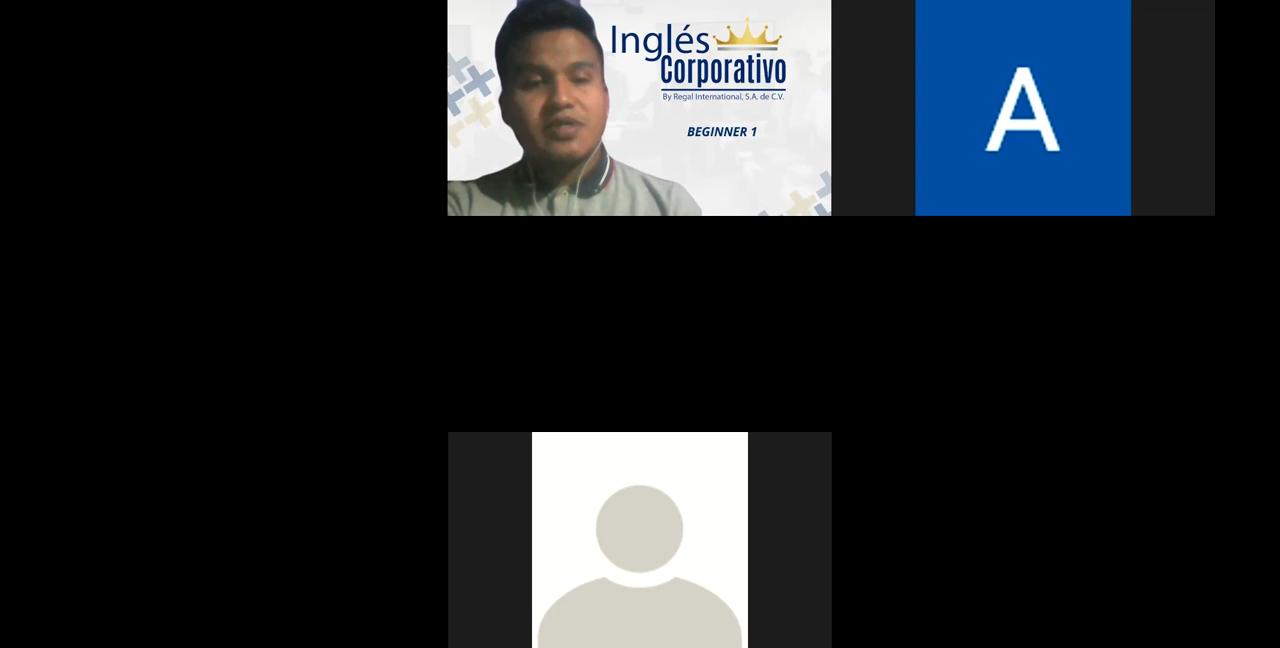 Inglés
Corporativo
By Regal International, S.A. de C.V.
BEGINNER 1
A